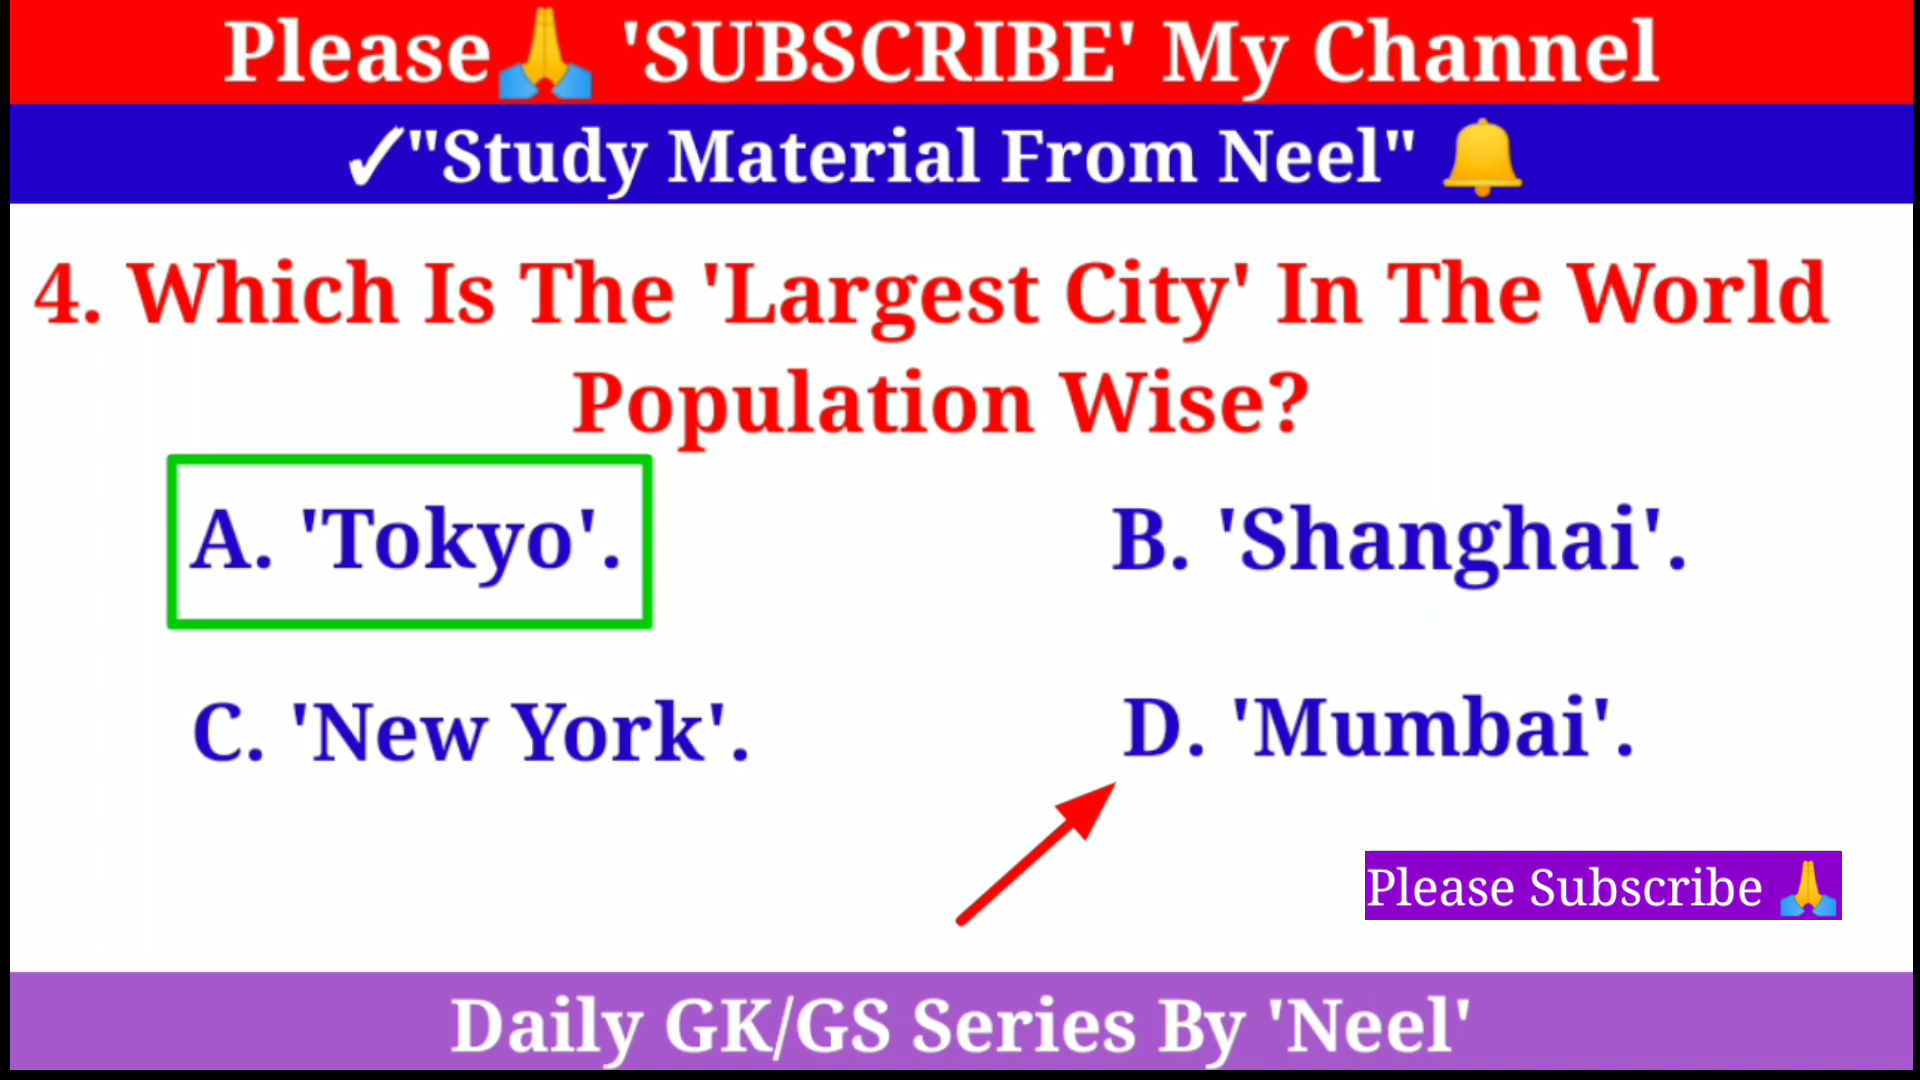 Please🙏 'SUBSCRIBE' My Channel
✓"Study Material From Neel" 🔔
4. Which Is The 'Largest City' In The World
Population Wise?
A. 'Tokyo'.
B. 'Shanghai'.
C. 'New York'.
D. 'Mumbai'.
Please Subscribe 🙏
Daily GK/GS Series By 'Neel'